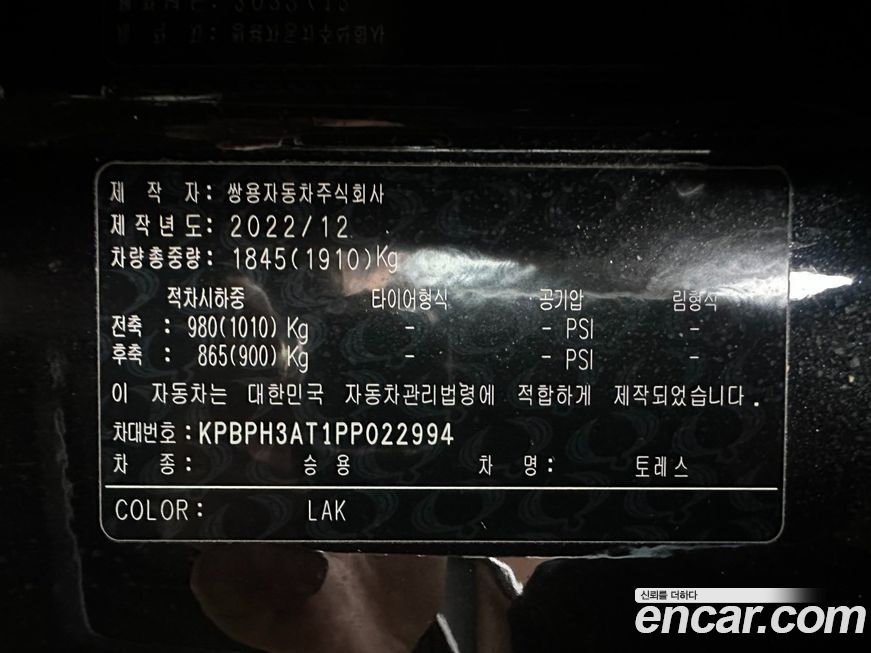 제 작 자: 쌍용자동차주식회사
제작년도: 2022/12
차량총중량: 1845(1910)Kg
적차시하중 타이어형식 공기압 림형식
전축 : 980(1010) Kg - - PSI -
후축 : 865(900) Kg - - PSI -
이 자동차는 대한민국 자동차관리법령에 적합하게 제작되었습니다.
차대번호:KPBPH3AT1PP022994
차 종: 승 용 차 명: 토레스
COLOR: LAK
신뢰를 더하다
encar.com